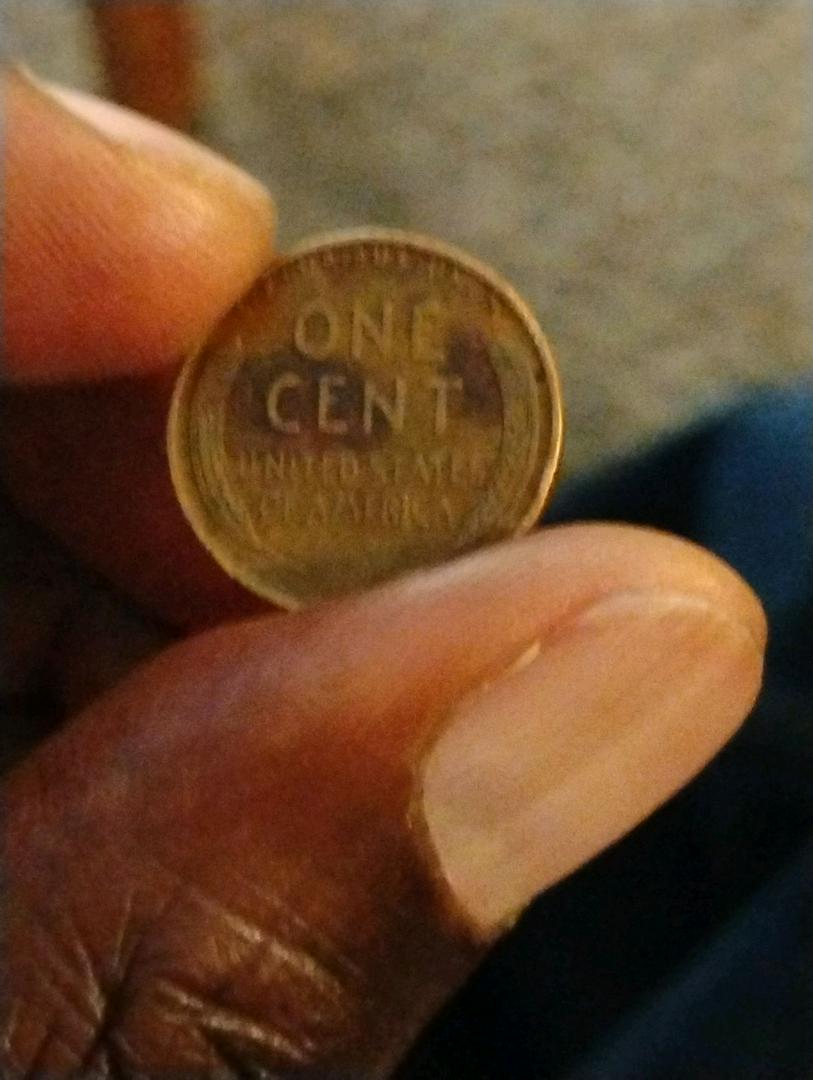 ONE
CENT
UNITED STATES
OF AMERICA